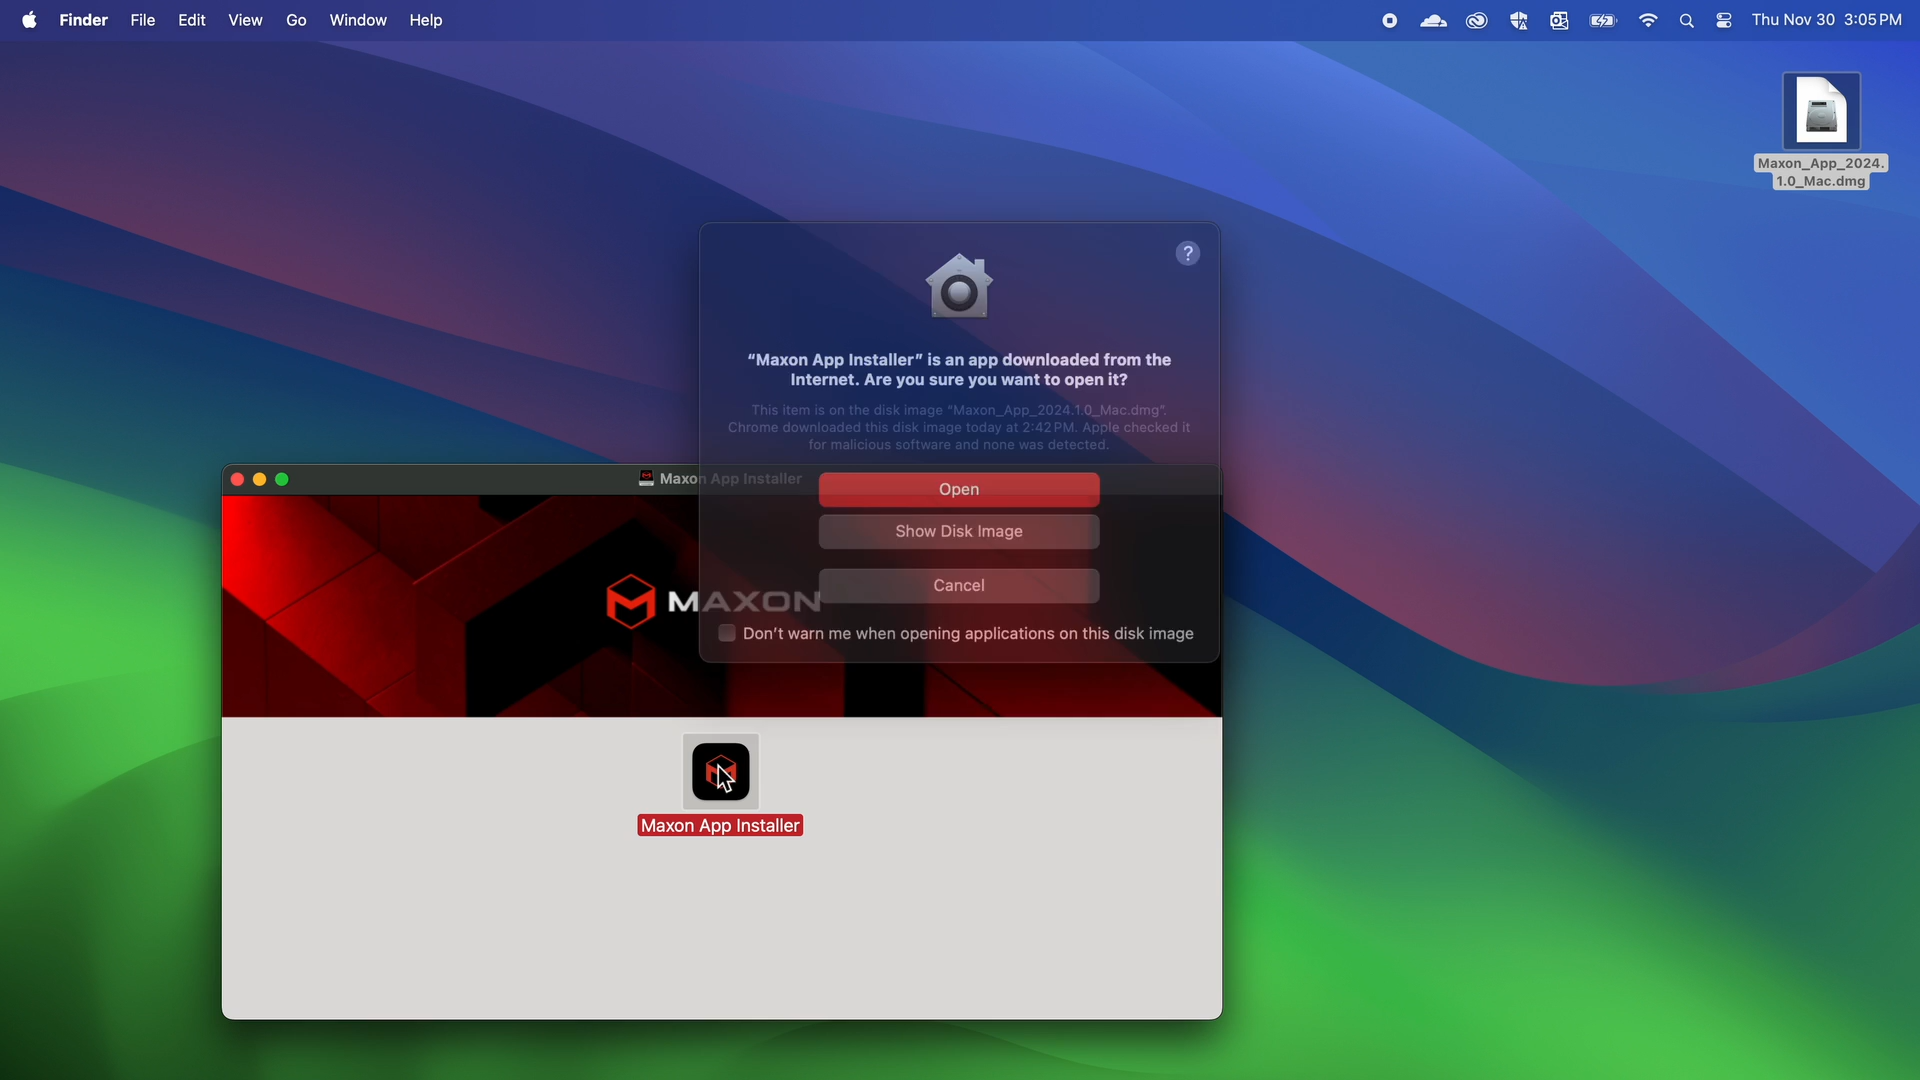 Finder File Edit View Go Window Help Thu Nov 30 3:05 PM
Maxon_App_2024.
1.0_Mac.dmg
?
“Maxon App Installer” is an app downloaded from the
Internet. Are you sure you want to open it?
This item is on the disk image “Maxon_App_2024.1.0_Mac.dmg”.
Chrome downloaded this disk image today at 2:42 PM. Apple checked it
for malicious software and none was detected.
Maxon App Installer
Open
Show Disk Image
Cancel
MAXON
Don’t warn me when opening applications on this disk image
Maxon App Installer